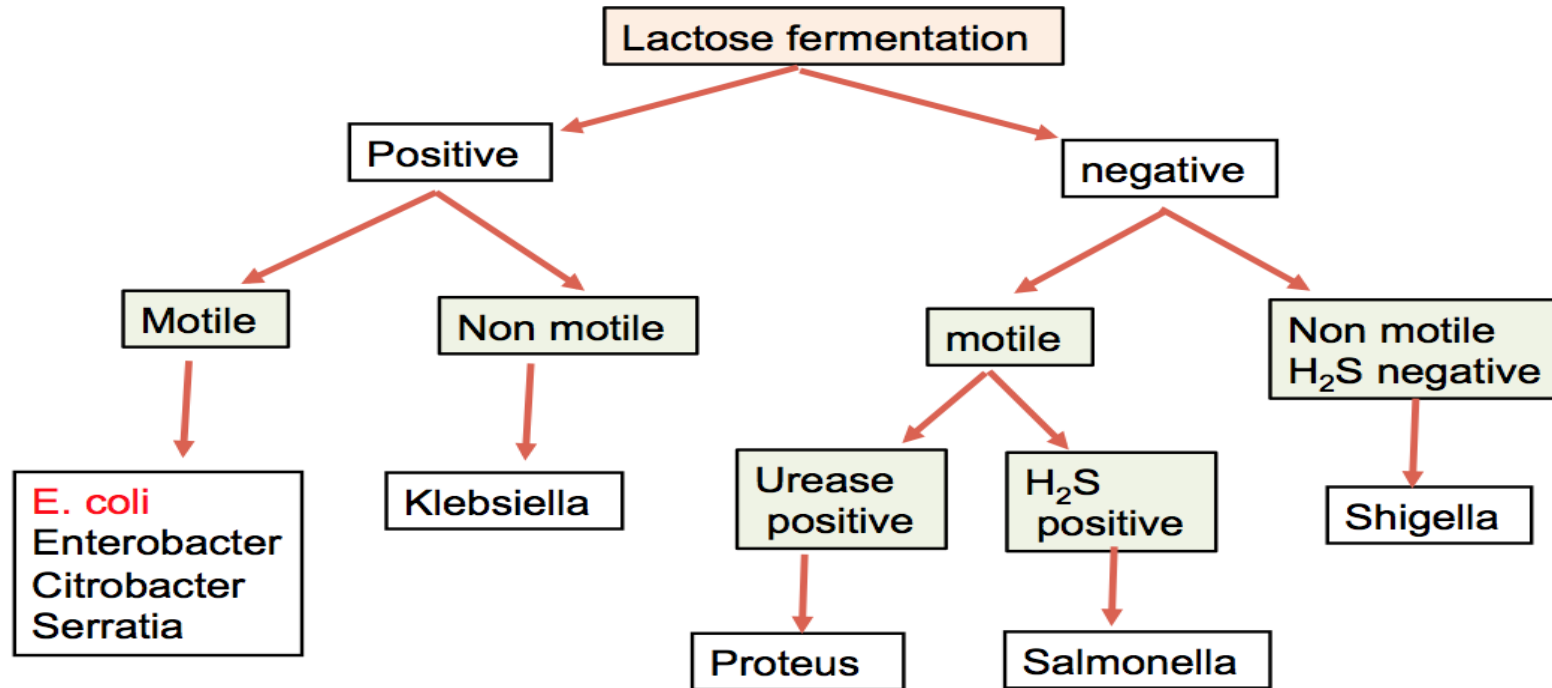 Lactose fermentation
Positive
negative
Motile
Non motile
motile
Non motile
H₂S negative
E. coli
Enterobacter
Citrobacter
Serratia
Klebsiella
Urease
positive
H₂S
positive
Shigella
Proteus
Salmonella